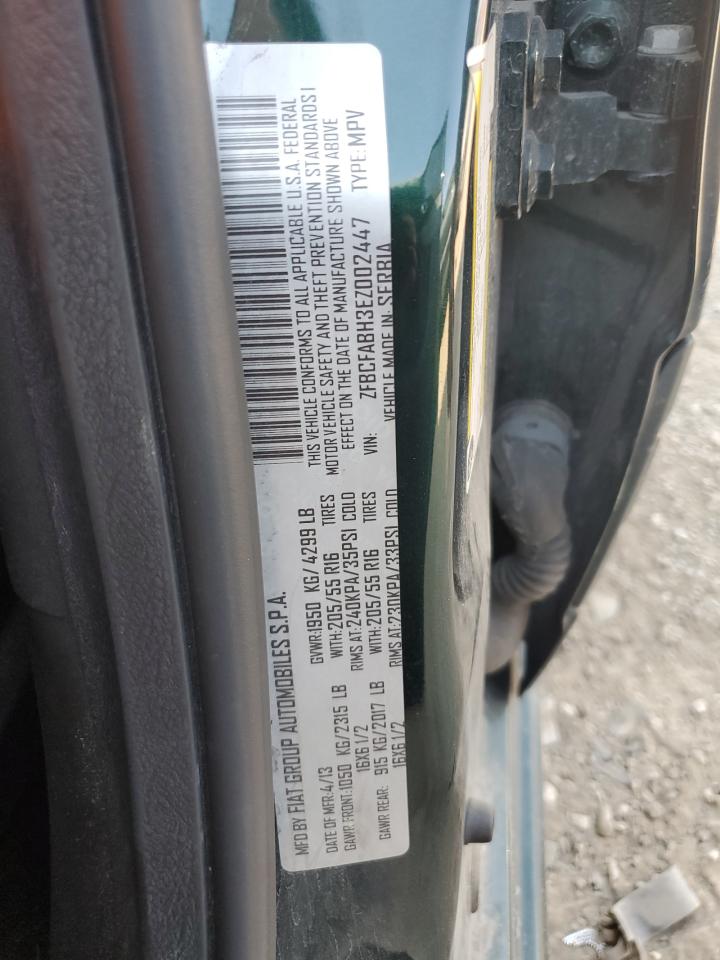 MFD BY FIAT GROUP AUTOMOBILES S.P.A.
DATE OF MFR:4/13 GVWR:1950 KG/ 4299 LB
GAWR FRONT:1050 KG/2315 LB WITH:205/55 R16 TIRES
16X6 1/2 RIMS AT:240KPA/35PSI COLD
GAWR REAR: 915 KG/2017 LB WITH:205/55 R16 TIRES
16X6 1/2 RIMS AT:230KPA/33PSI COLD
THIS VEHICLE CONFORMS TO ALL APPLICABLE U.S.A. FEDERAL
MOTOR VEHICLE SAFETY AND THEFT PREVENTION STANDARDS I
EFFECT ON THE DATE OF MANUFACTURE SHOWN ABOVE
VIN: ZFBCFABH3EZ002447 TYPE: MPV
VEHICLE MADE IN: SERBIA